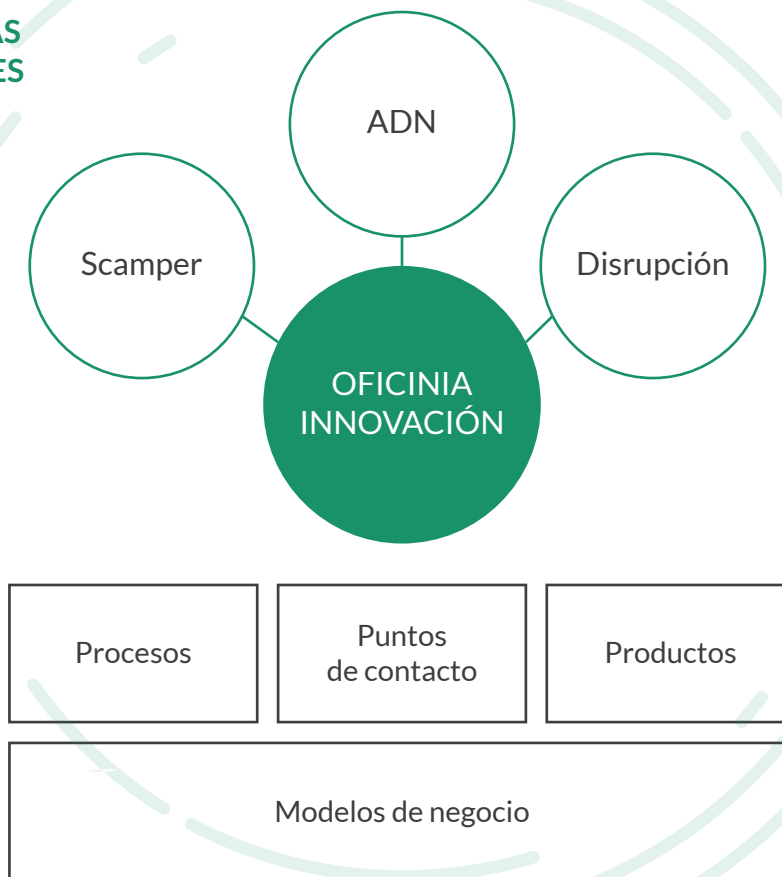 AS
ES
ADN
Scamper
Disrupción
OFICINIA
INNOVACIÓN
Procesos
Puntos
de contacto
Productos
Modelos de negocio